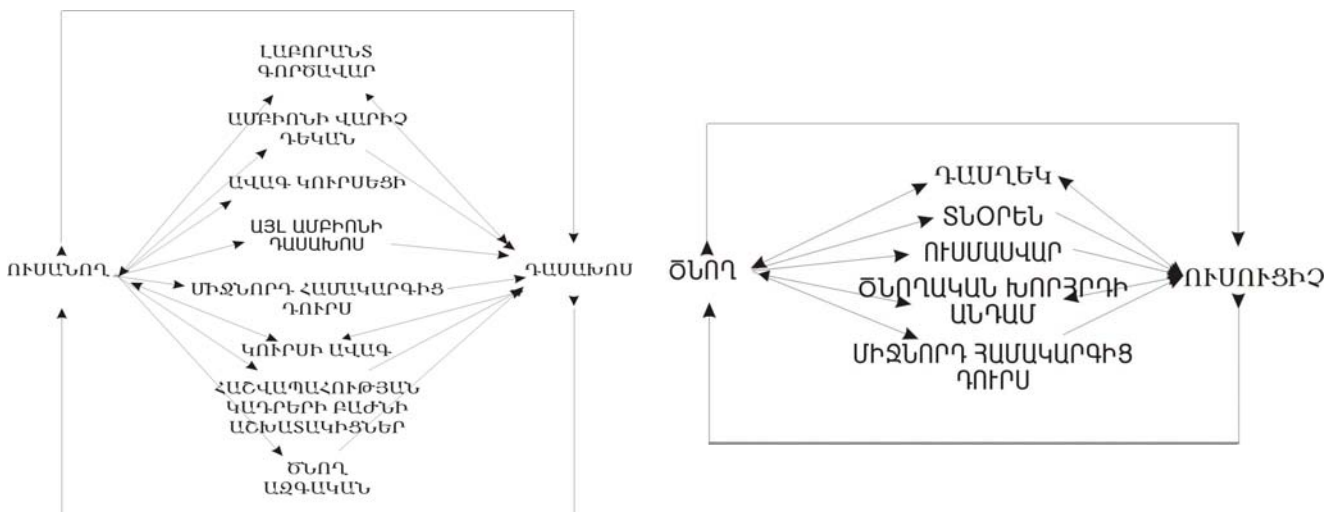 ԼԱԲՈՐԱՆՏ
ԳՈՐԾԱՎԱՐ
ԱՄԲԻՈՆԻ ՎԱՐԻՉ
ԴԵԿԱՆ
ԱՎԱԳ ԿՈՒՐՍԵՑԻ
ԱՅԼ ԱՄԲԻՈՆԻ
ԴԱՍԱԽՈՍ
ՈՒՍԱՆՈՂ
ԴԱՍԱԽՈՍ
ՄԻՋՆՈՐԴ ՀԱՄԱԿԱՐԳԻՑ
ԴՈՒՐՍ
ԿՈՒՐՍԻ ԱՎԱԳ
ՀԱՇՎԱՊԱՀՈՒԹՅԱՆ
ԿԱԴՐԵՐԻ ԲԱԺՆԻ
ԱՇԽԱՏԱԿԻՑՆԵՐ
ԾՆՈՂ
ԱԶԳԱԿԱՆ
ԴԱՍՂԵԿ
ՏՆՕՐԵՆ
ՈՒՍՄԱՍՎԱՐ
ԾՆՈՂ
ՈՒՍՈՒՑԻՉ
ԾՆՈՂԱԿԱՆ ԽՈՐՀՐԴԻ
ԱՆԴԱՄ
ՄԻՋՆՈՐԴ ՀԱՄԱԿԱՐԳԻՑ
ԴՈՒՐՍ